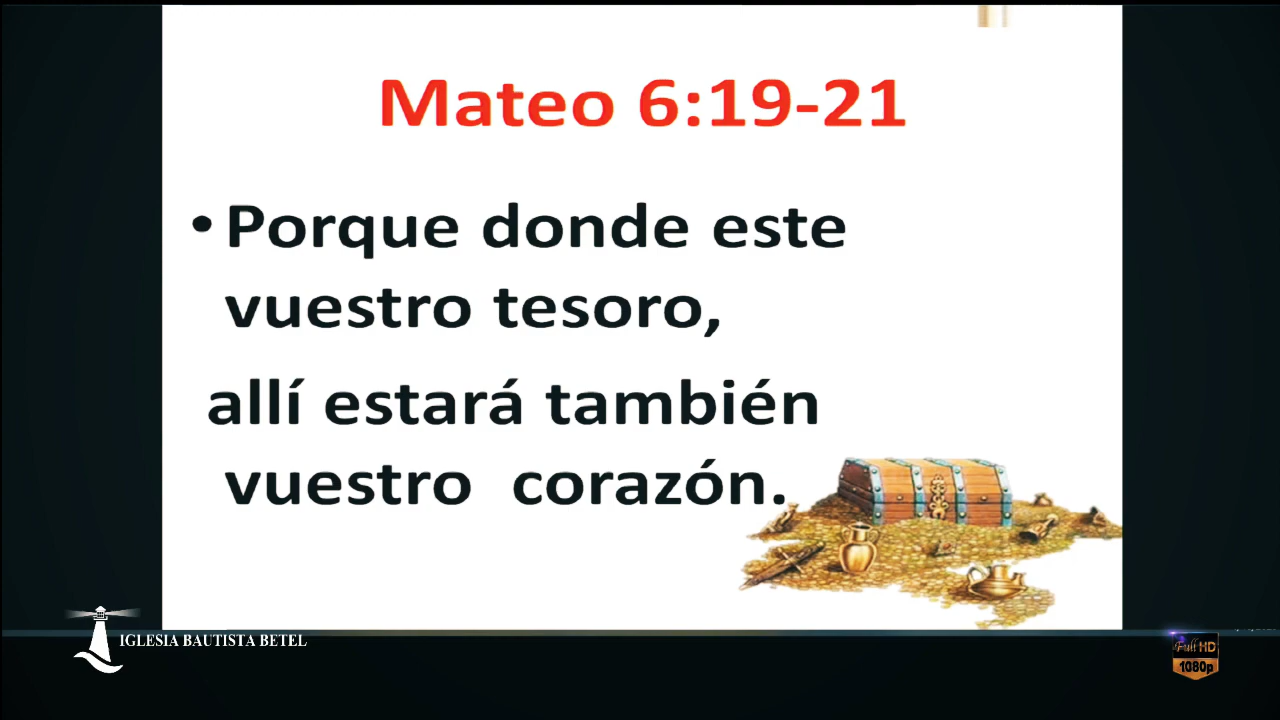 Mateo 6:19-21
• Porque donde este
vuestro tesoro,
allí estará también
vuestro corazón.
IGLESIA BAUTISTA BETEL
Full HD
1080p